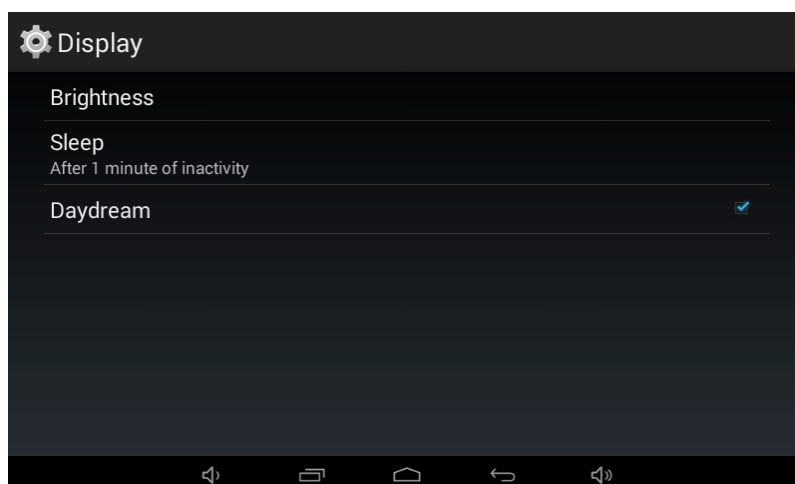 Display
Brightness
Sleep
After 1 minute of inactivity
Daydream